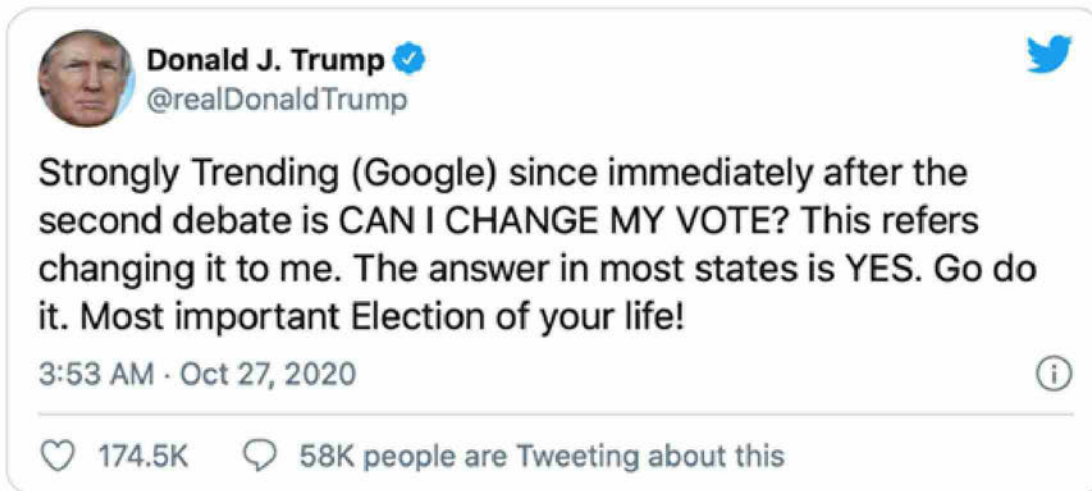 Donald J. Trump
@realDonaldTrump
Strongly Trending (Google) since immediately after the
second debate is CAN I CHANGE MY VOTE? This refers
changing it to me. The answer in most states is YES. Go do
it. Most important Election of your life!
3:53 AM · Oct 27, 2020
174.5K 58K people are Tweeting about this